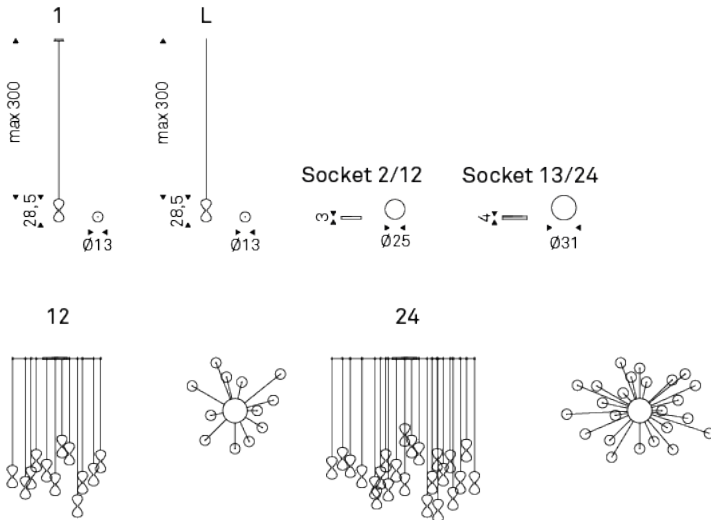 1
L
max 300
max 300
28,5
Ø13
28,5
Ø13
Socket 2/12
3
Ø25
Socket 13/24
4
Ø31
12
24